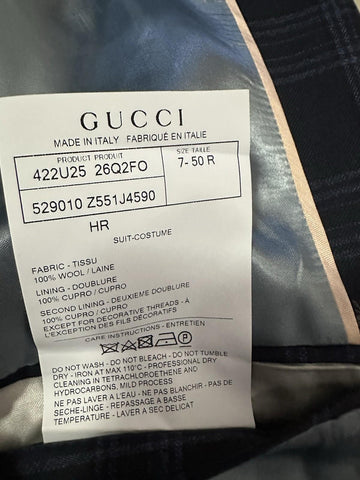 GUCCI
MADE IN ITALY FABRIQUÉ EN ITALIE
PRODUCT PRODUIT
SIZE TAILLE
422U25 26Q2FO
7- 50 R
529010 Z551J4590
HR
SUIT-COSTUME
FABRIC - TISSU
100% WOOL / LAINE
LINING - DOUBLURE
100% CUPRO / CUPRO
SECOND LINING - DEUXIÈME DOUBLURE
100% CUPRO / CUPRO
EXCEPT FOR DECORATIVE THREADS - À
L'EXCEPTION DES FILS DÉCORATIFS
CARE INSTRUCTIONS - ENTRETIEN
P
DO NOT WASH - DO NOT BLEACH - DO NOT TUMBLE
DRY - IRON AT MAX 110°C - PROFESSIONAL DRY
CLEANING IN TETRACHLOROETHENE AND
HYDROCARBONS, MILD PROCESS
NE PAS LAVER À L'EAU - NE PAS BLANCHIR - PAS DE
SÈCHE-LINGE - REPASSAGE À 110°C MAXIMUM -
LAVER À SEC DELICAT